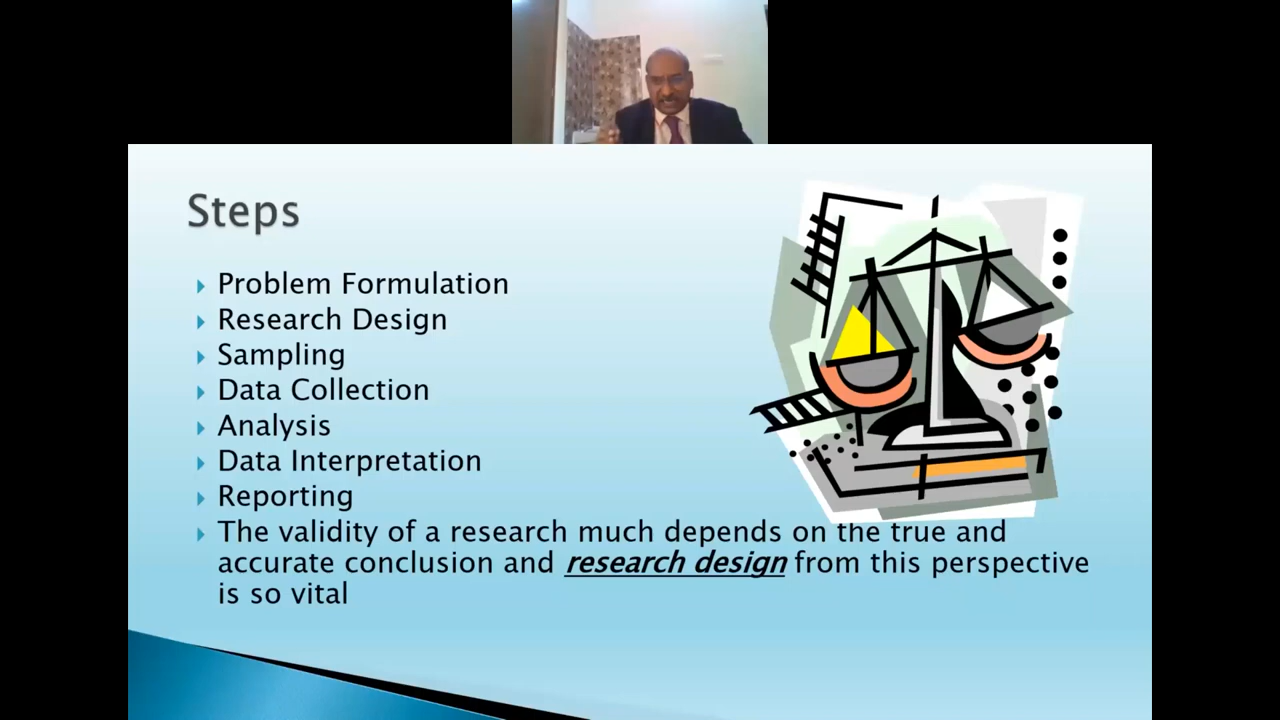 Steps
Problem Formulation
Research Design
Sampling
Data Collection
Analysis
Data Interpretation
Reporting
The validity of a research much depends on the true and
accurate conclusion and research design from this perspective
is so vital